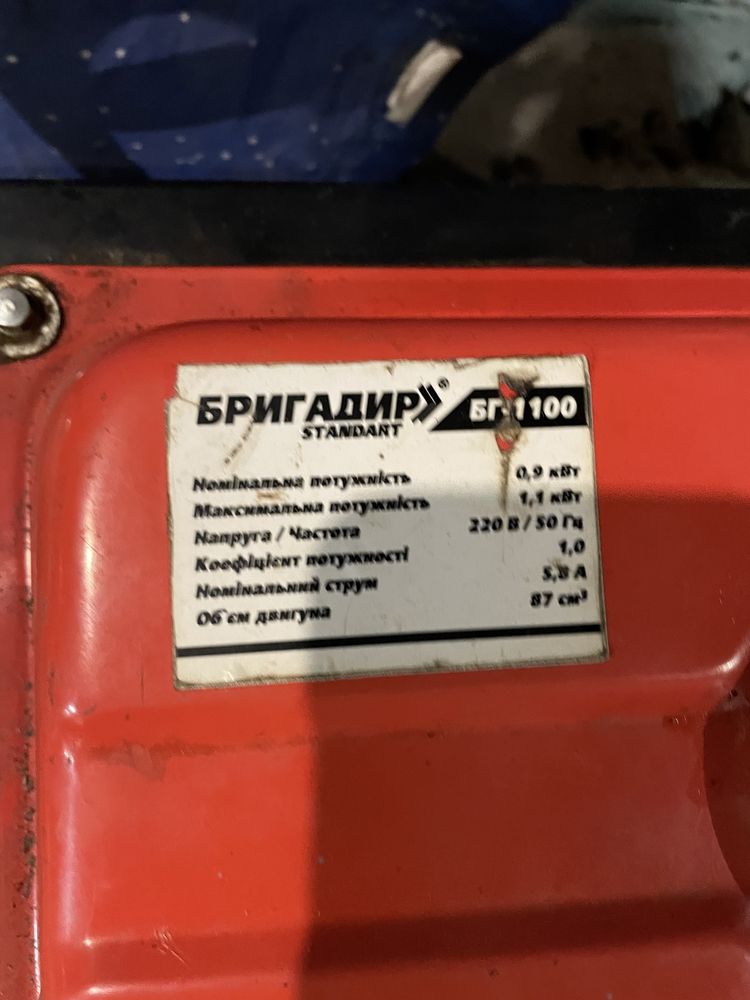 БРИГАДИР® БГ-1100
STANDART
Номінальна потужність 0,9 кВт
Максимальна потужність 1,1 кВт
Напруга / Частота 220 В / 50 Гц
Коефіцієнт потужності 1,0
Номінальний струм 5,8 А
Об`єм двигуна 87 см³